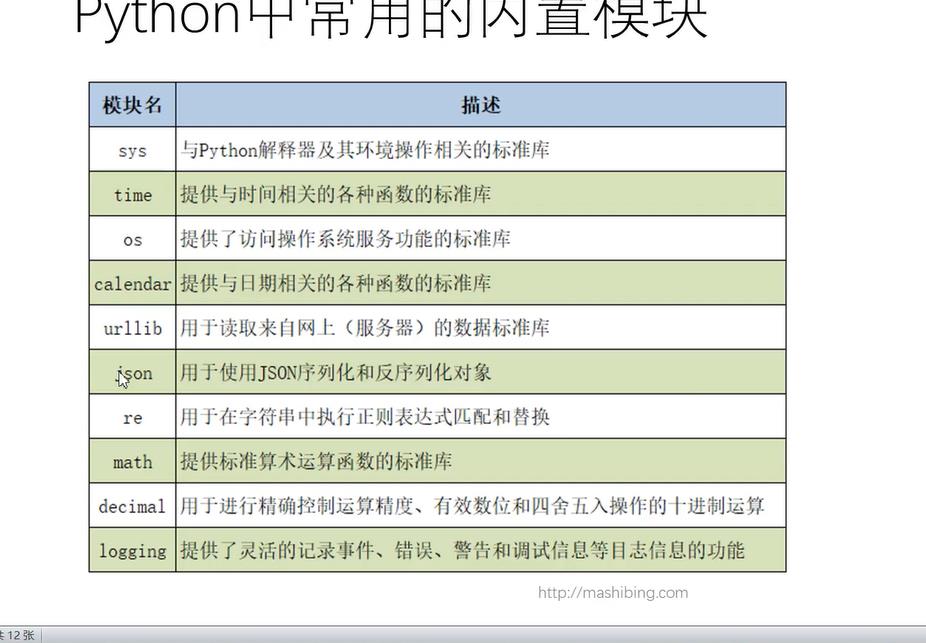 Python中常用的内置模块
模块名 描述
sys 与Python解释器及其环境操作相关的标准库
time 提供与时间相关的各种函数的标准库
os 提供了访问操作系统服务功能的标准库
calendar 提供与日期相关的各种函数的标准库
urllib 用于读取来自网上（服务器）的数据标准库
json 用于使用JSON序列化和反序列化对象
re 用于在字符串中执行正则表达式匹配和替换
math 提供标准算术运算函数的标准库
decimal 用于进行精确控制运算精度、有效数位和四舍五入操作的十进制运算
logging 提供了灵活的记录事件、错误、警告和调试信息等目志信息的功能
http://mashibing.com
共 12 张